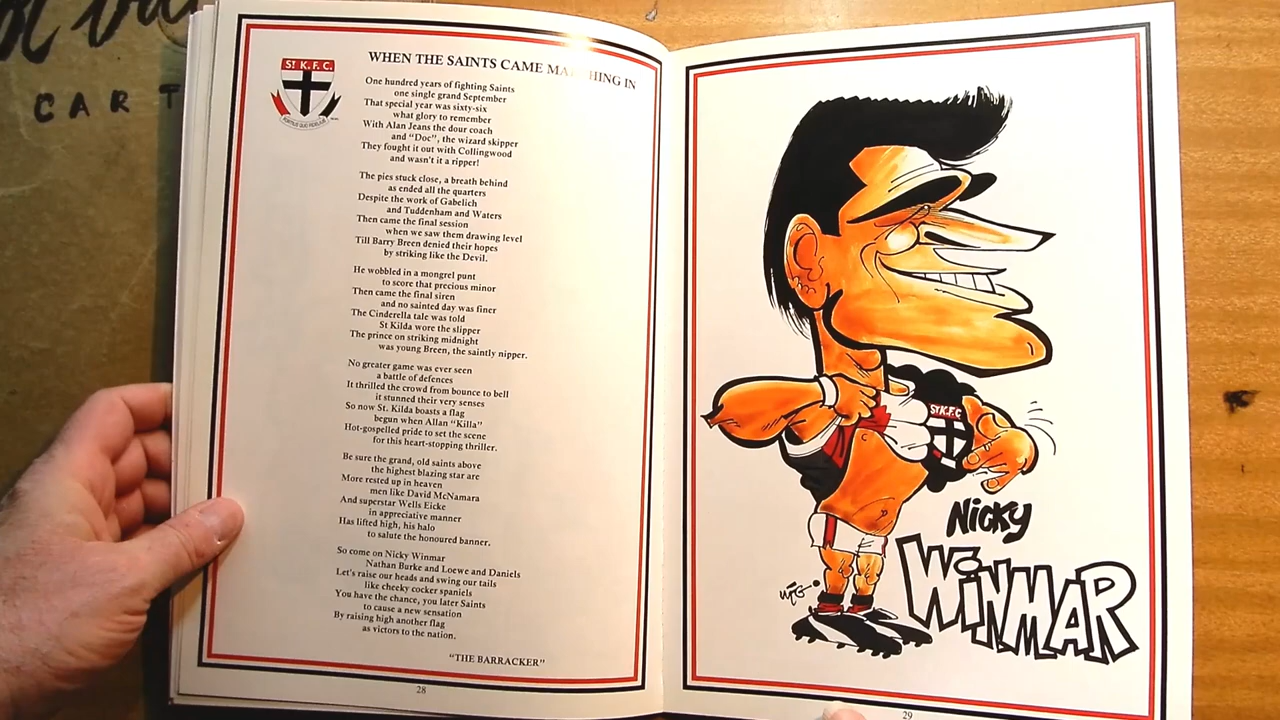 CART
ST K.F.C.
WHEN THE SAINTS CAME MARCHING IN
One hundred years of fighting Saints
one single grand September
That special year was sixty-six
what glory to remember
With Alan Jeans the dour coach
and "Doc", the wizard skipper
They fought it out with Collingwood
and wasn't it a ripper!
The pies stuck close, a breath behind
as ended all the quarters
Despite the work of Gabelich
and Tuddenham and Waters
Then came the final session
when we saw them drawing level
Till Barry Breen denied their hopes
by striking like the Devil.
He wobbled in a mongrel punt
to score that precious minor
Then came the final siren
and no sainted day was finer
The Cinderella tale was told
St Kilda wore the slipper
The prince on striking midnight
was young Breen, the saintly nipper.
No greater game was ever seen
a battle of defences
It thrilled the crowd from bounce to bell
it stunned their very senses
So now St. Kilda boasts a flag
begun when Allan "Killa"
Hot-gospelled pride to set the scene
for this heart-stopping thriller.
Be sure the grand, old saints above
the highest blazing star are
More rested up in heaven
men like David McNamara
And superstar Wells Eicke
in appreciative manner
Has lifted high, his halo
to salute the honoured banner.
So come on Nicky Winmar
Nathan Burke and Loewe and Daniels
Let's raise our heads and swing our tails
like cheeky cocker spaniels
You have the chance, you later Saints
to cause a new sensation
By raising high another flag
as victors to the nation.
"THE BARRACKER"
28
ST K.F.C
NICKY
WINMAR
WEG
29